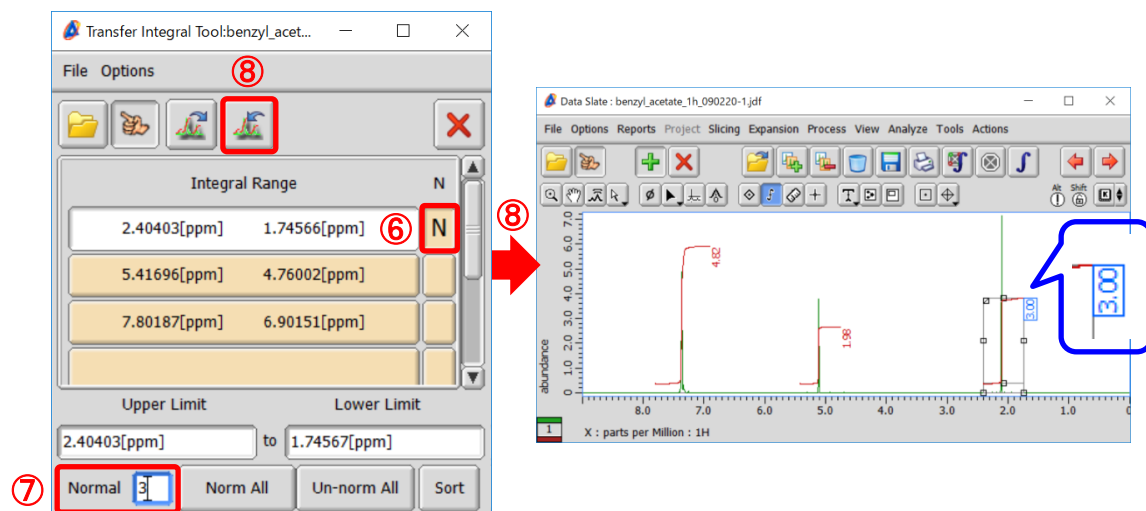 Transfer Integral Tool:benzyl_acet...
File Options
⑧
Integral Range N
2.40403[ppm] 1.74566[ppm] ⑥ N
5.41696[ppm] 4.76002[ppm]
7.80187[ppm] 6.90151[ppm]
Upper Limit Lower Limit
2.40403[ppm] to 1.74567[ppm]
⑦ Normal 3 Norm All Un-norm All Sort
⑧
Data Slate : benzyl_acetate_1h_090220-1.jdf
File Options Reports Project Slicing Expansion Process View Analyze Tools Actions
Alt Shift
T K
7.0
6.0
5.0
4.0
3.0
2.0
1.0
0
abundance
4.82
1.98
3.00
3.00
8.0 7.0 6.0 5.0 4.0 3.0 2.0 1.0 0
1 X : parts per Million : 1H